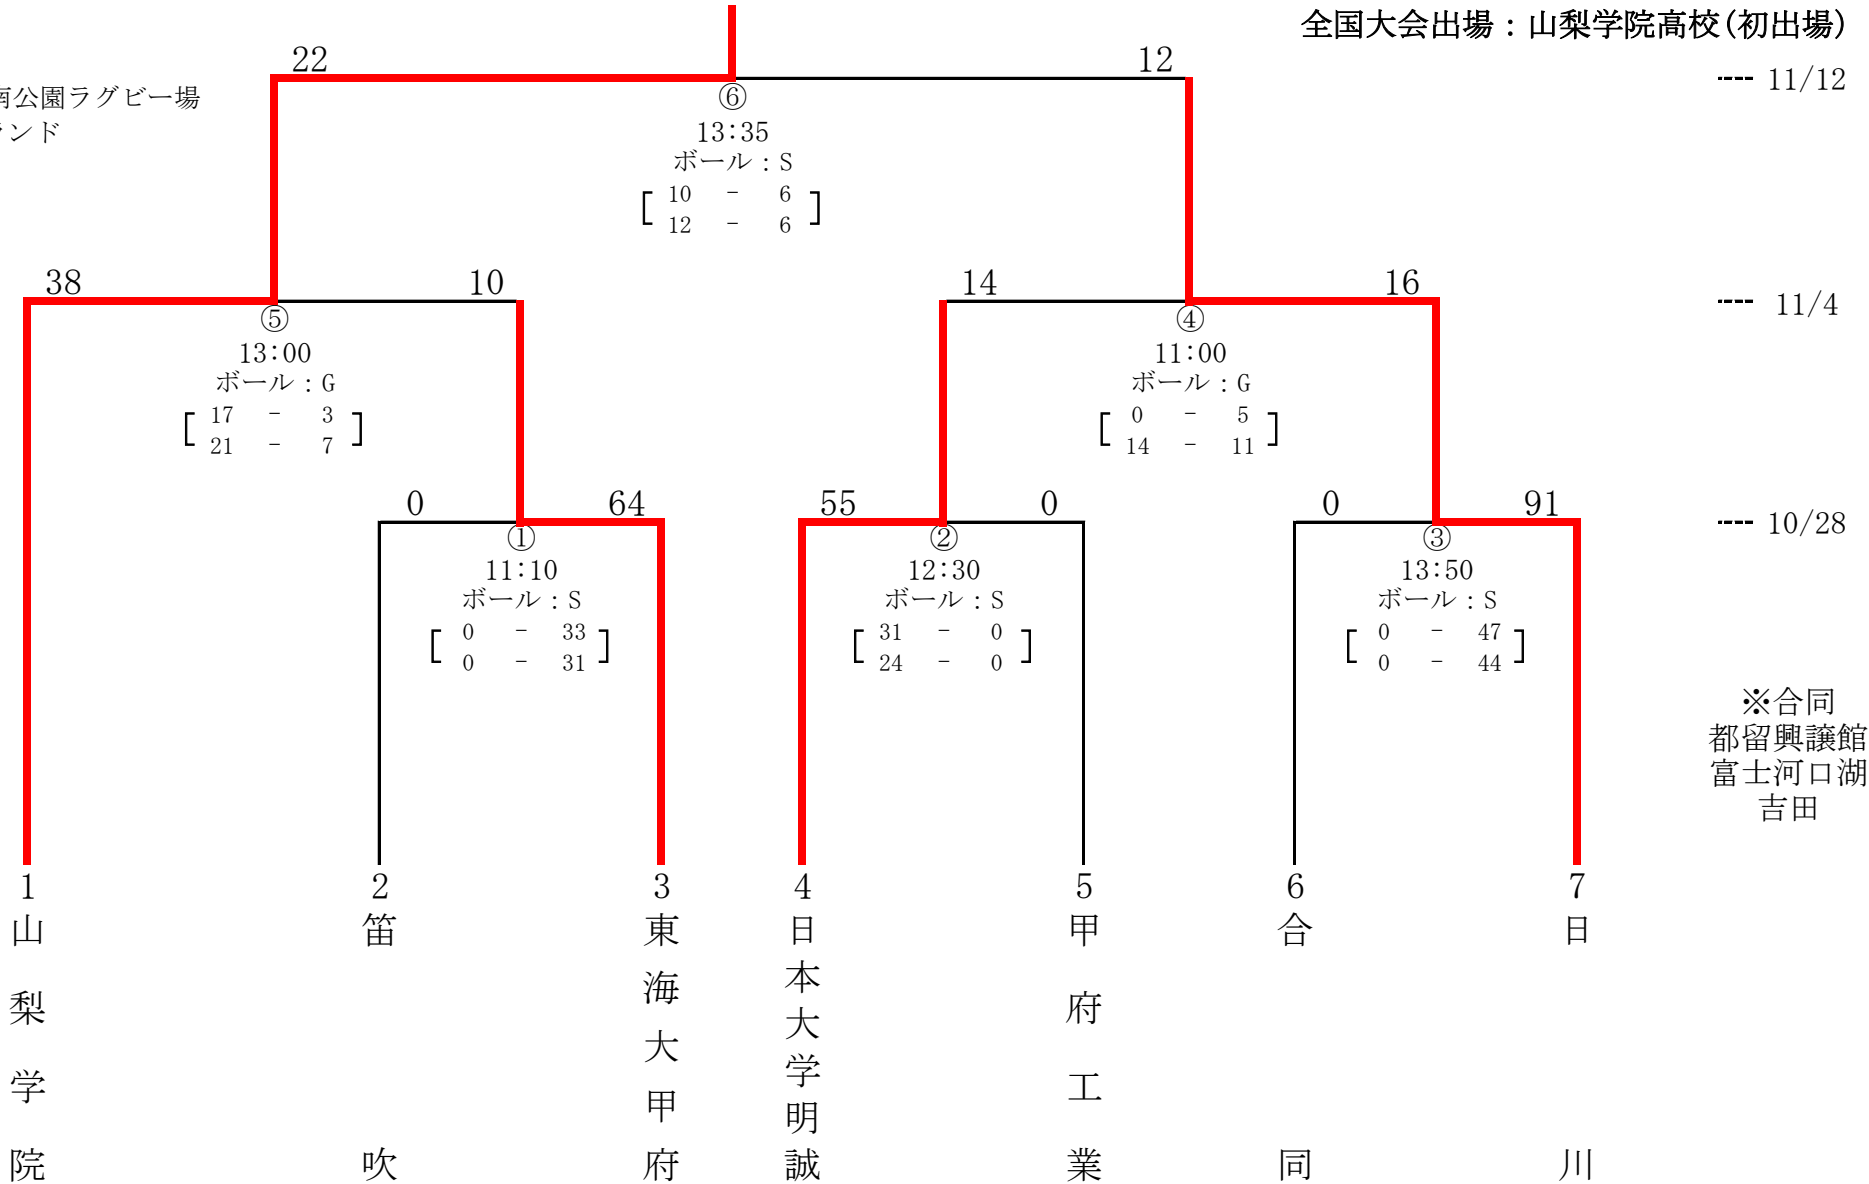 全国大会出場：山梨学院高校(初出場)
22
12
11/12
南公園ラグビー場
ランド
⑥
13:35
ボール：S
10 - 6
12 - 6
38
10
14
16
11/4
⑤
13:00
ボール：G
17 - 3
21 - 7
④
11:00
ボール：G
0 - 5
14 - 11
0
64
55
0
0
91
10/28
①
11:10
ボール：S
0 - 33
0 - 31
②
12:30
ボール：S
31 - 0
24 - 0
③
13:50
ボール：S
0 - 47
0 - 44
※合同
都留興譲館
富士河口湖
吉田
1
2
3
4
5
6
7
山梨学院
笛吹
東海大甲府
日本大学明誠
甲府工業
合同
日川